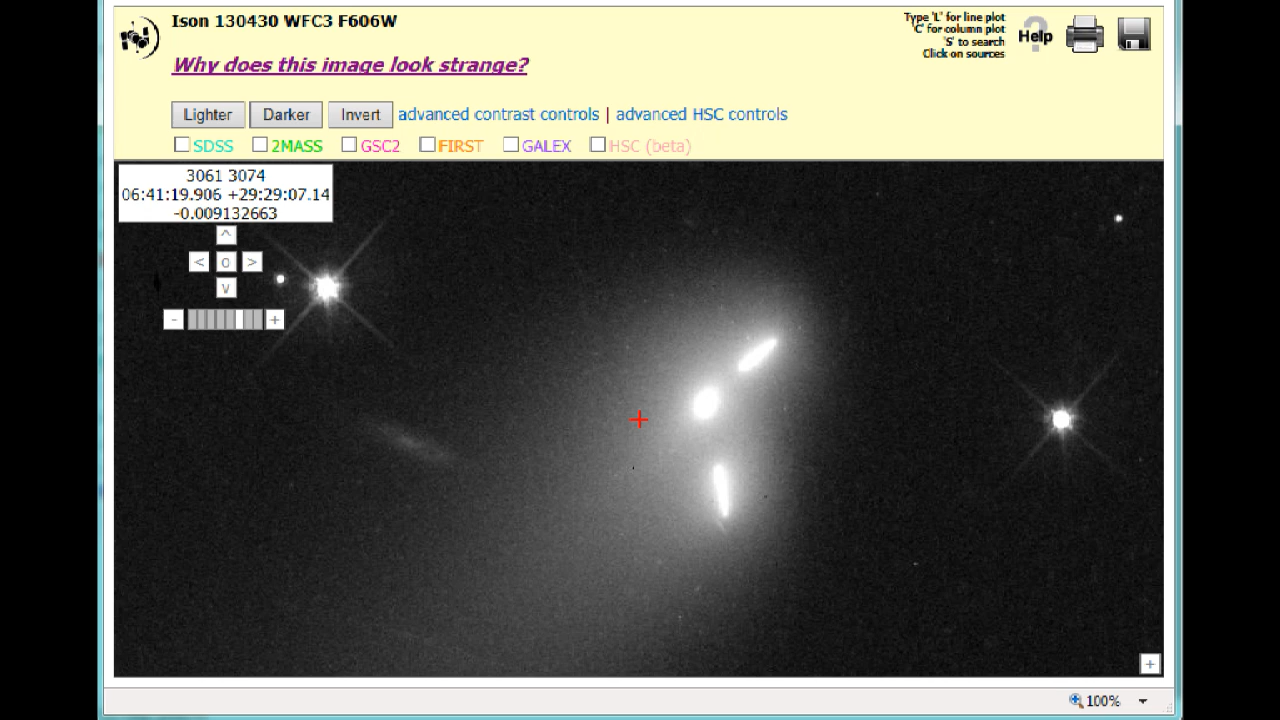 Ison 130430 WFC3 F606W
Why does this image look strange?
Type 'L' for line plot
'C' for column plot
'S' to search
Click on sources
Help
Lighter Darker Invert advanced contrast controls | advanced HSC controls
SDSS 2MASS GSC2 FIRST GALEX HSC (beta)
3061 3074
06:41:19.906 +29:29:07.14
-0.009132663
^
< o >
v
- +
+
100%